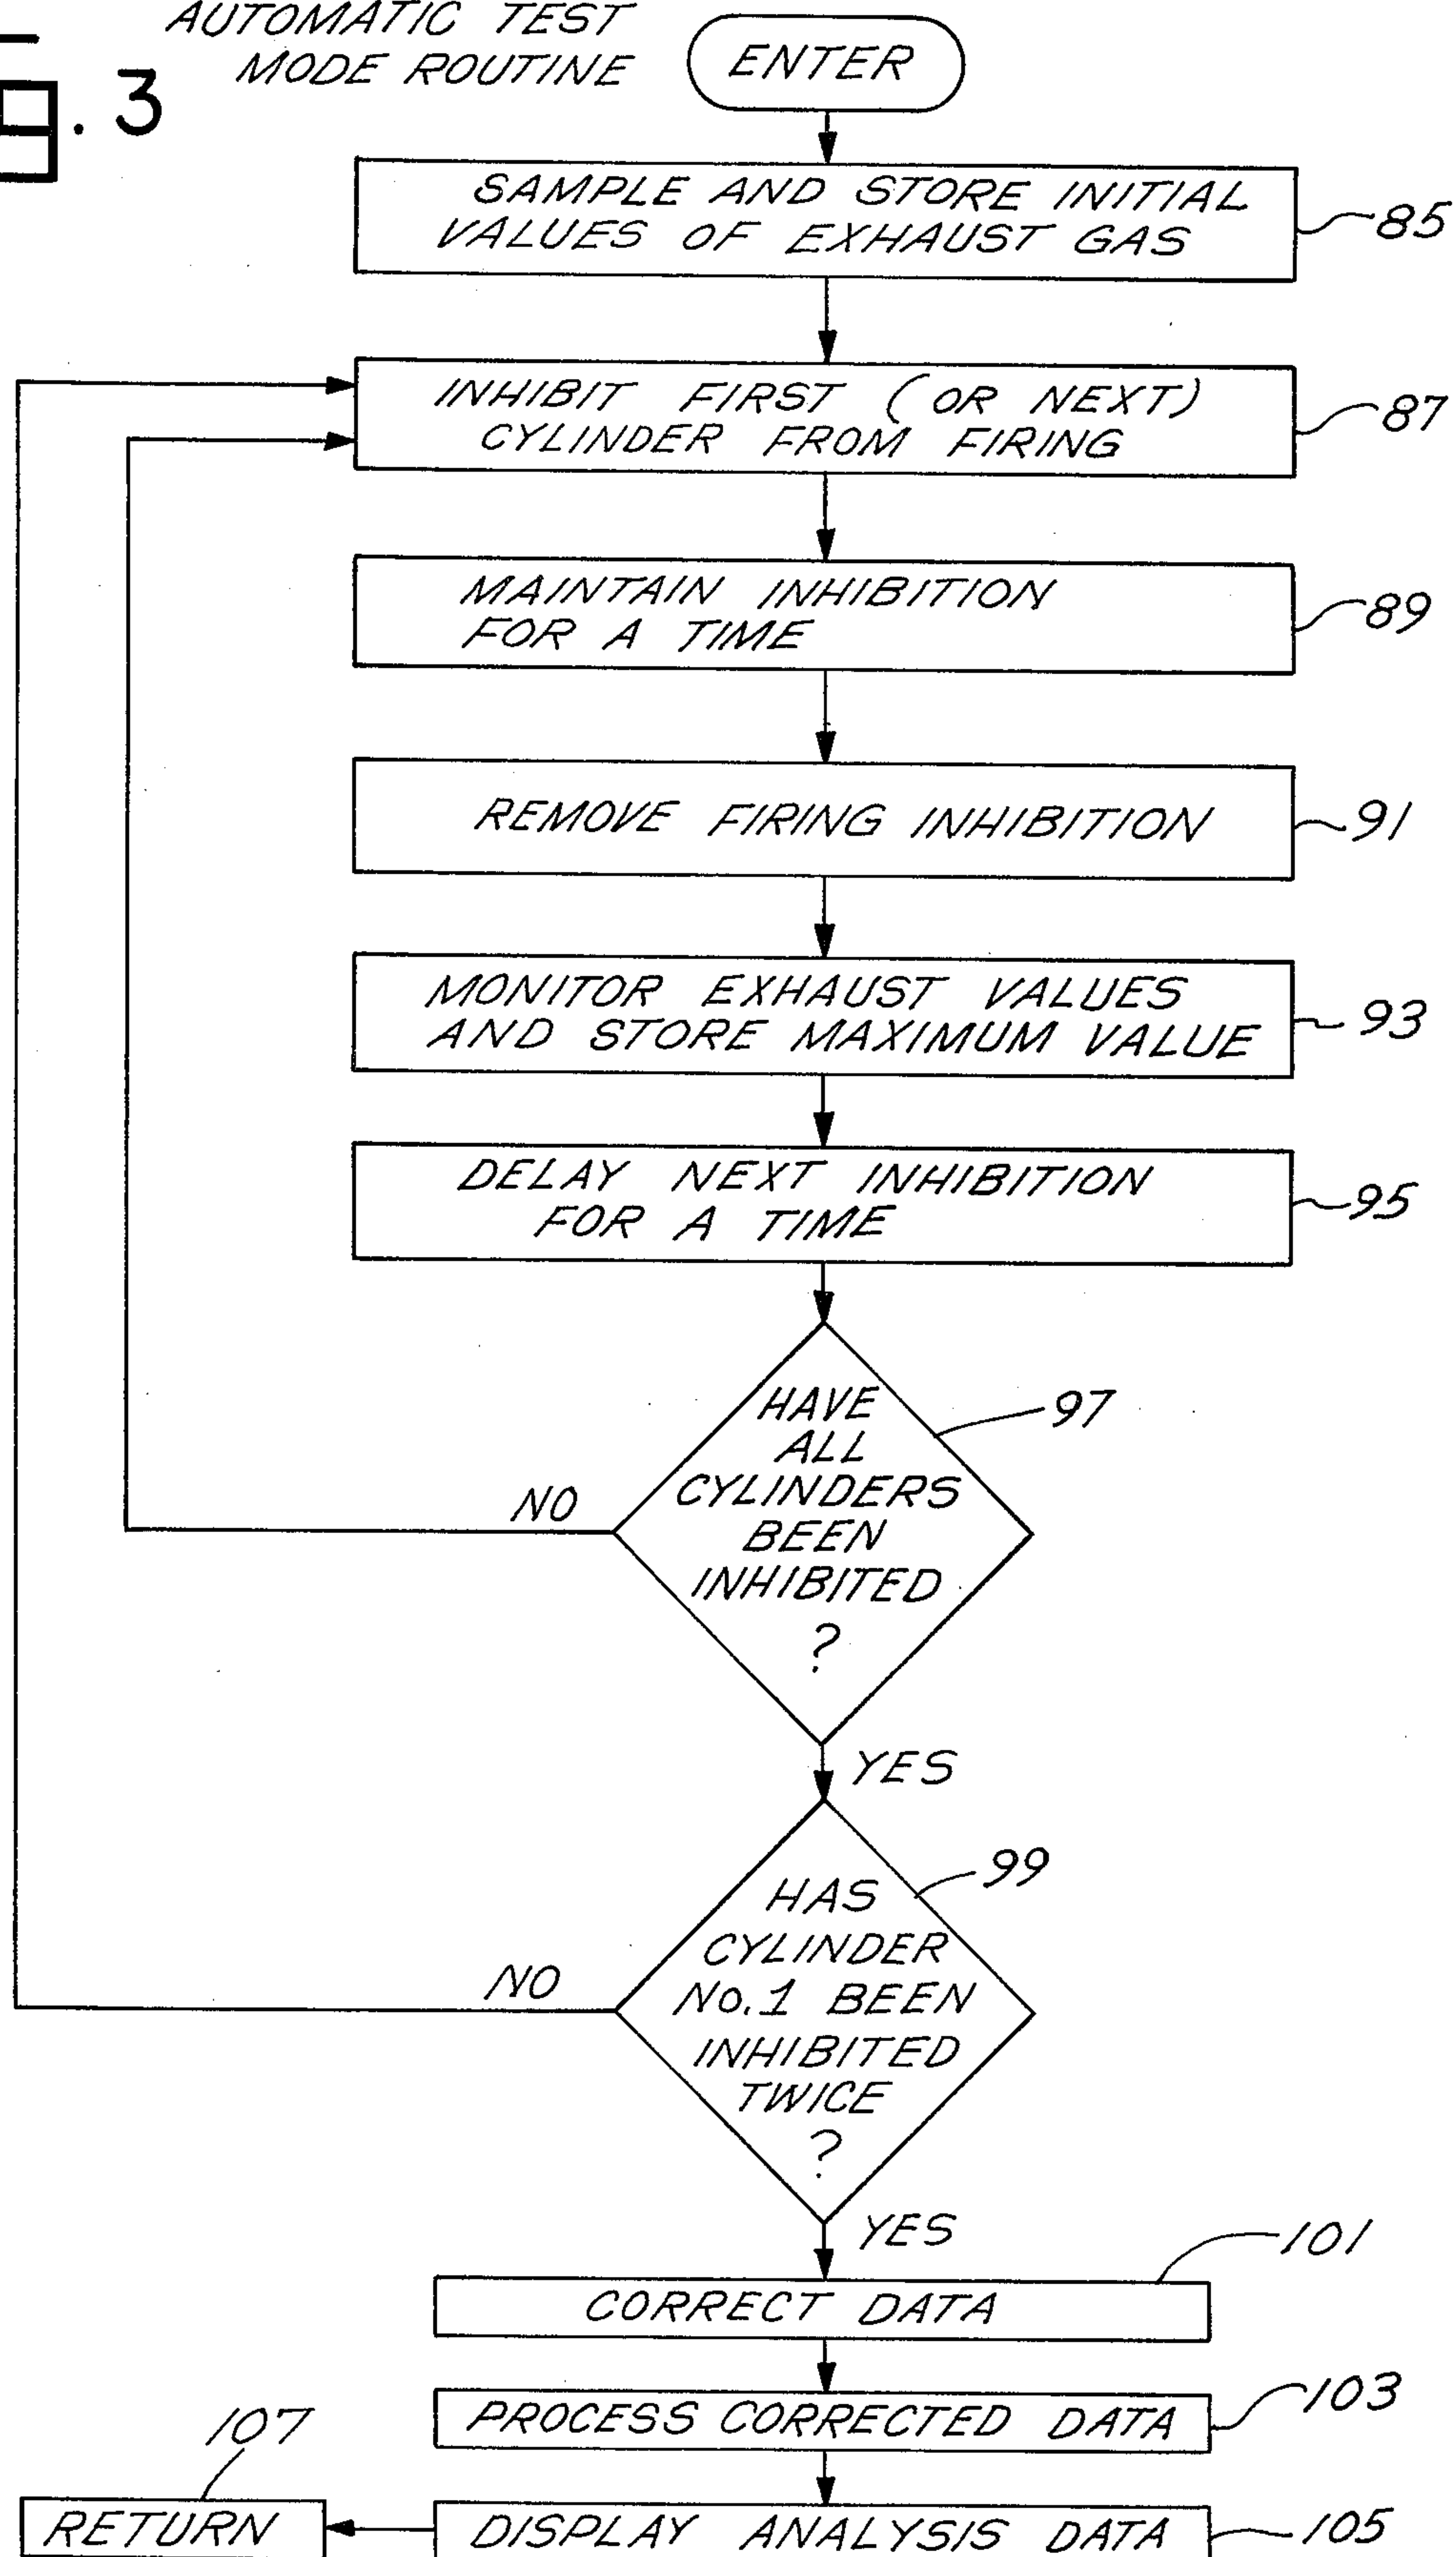 AUTOMATIC TEST
MODE ROUTINE
. 3
ENTER
SAMPLE AND STORE INITIAL
VALUES OF EXHAUST GAS
85
INHIBIT FIRST (OR NEXT)
CYLINDER FROM FIRING
87
MAINTAIN INHIBITION
FOR A TIME
89
REMOVE FIRING INHIBITION
91
MONITOR EXHAUST VALUES
AND STORE MAXIMUM VALUE
93
DELAY NEXT INHIBITION
FOR A TIME
95
HAVE
ALL
CYLINDERS
BEEN
INHIBITED
?
97
NO
YES
HAS
CYLINDER
NO.1 BEEN
INHIBITED
TWICE
?
99
NO
YES
CORRECT DATA
101
PROCESS CORRECTED DATA
103
DISPLAY ANALYSIS DATA
105
RETURN
107